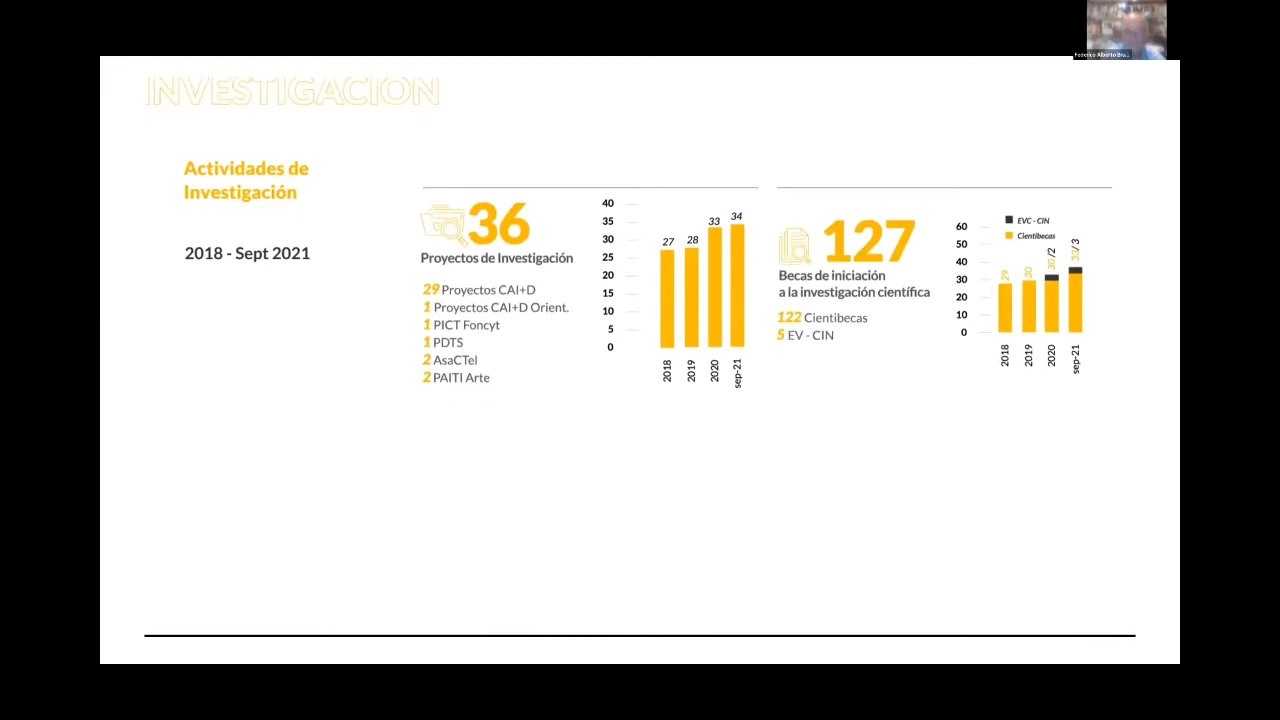 INVESTIGACION
Actividades de
Investigación
2018 - Sept 2021
36
Proyectos de Investigación
29 Proyectos CAI+D
1 Proyectos CAI+D Orient.
1 PICT Foncyt
1 PDTS
2 AsaCTel
2 PAITI Arte
40
35
30
25
20
15
10
5
0
27
28
33
34
2018
2019
2020
sep-21
127
Becas de iniciación
a la investigación científica
122 Cientibecas
5 EV - CIN
EVC - CIN
Cientibecas
60
50
40
30
20
10
0
29
30
30/2
33/3
2018
2019
2020
sep-21
Federico Alberto